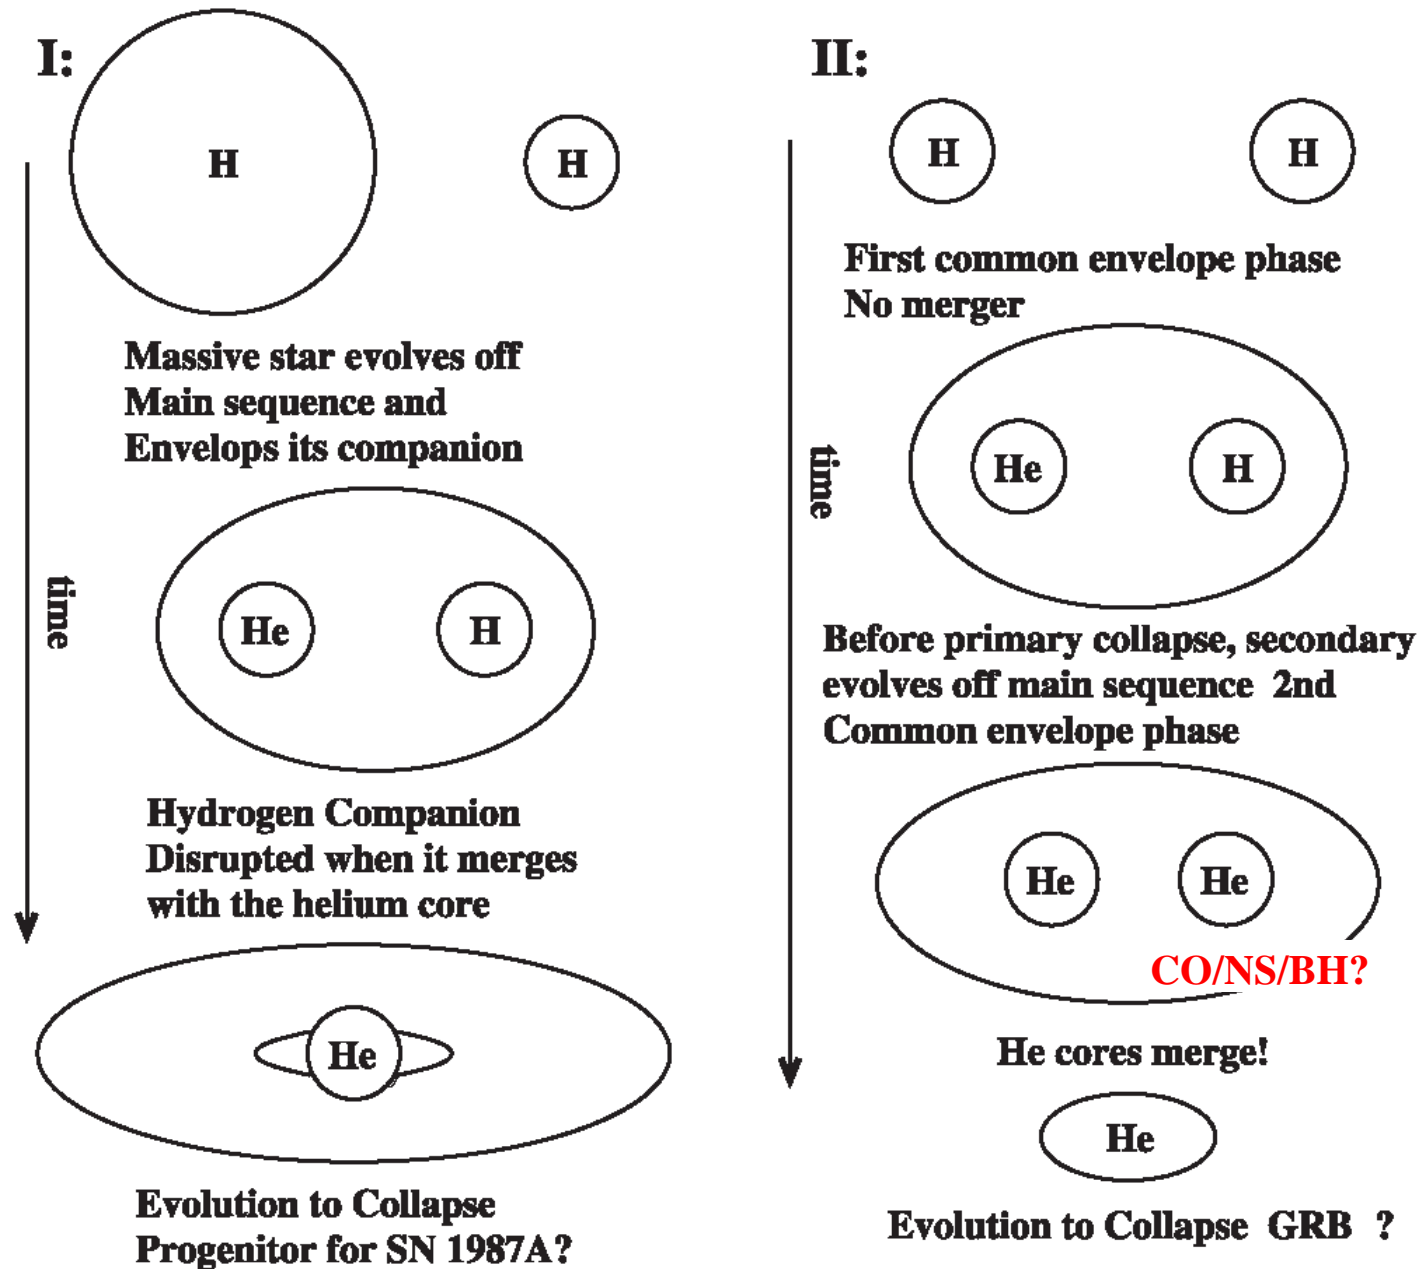 I:
H
H
Massive star evolves off
Main sequence and
Envelops its companion
time
He
H
Hydrogen Companion
Disrupted when it merges
with the helium core
He
Evolution to Collapse
Progenitor for SN 1987A?
II:
H
H
First common envelope phase
No merger
time
He
H
Before primary collapse, secondary
evolves off main sequence 2nd
Common envelope phase
He
He
CO/NS/BH?
He cores merge!
He
Evolution to Collapse GRB ?